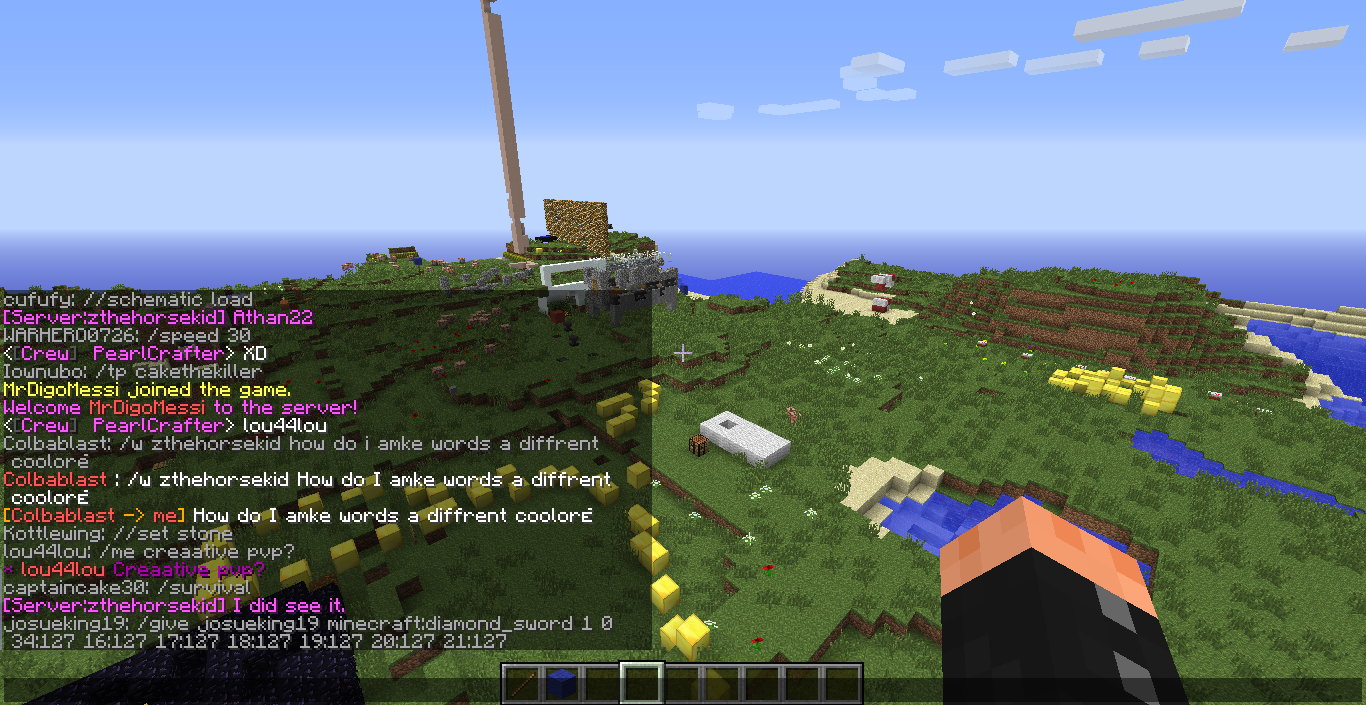 cufufy: //schematic load
[Server:zthehorsekid] Athan22
WARHERO0726: /speed 30
<[Crew] PearlCrafter> XD
Iownubo: /tp cakethekiller
MrDigoMessi joined the game.
Welcome MrDigoMessi to the server!
<[Crew] PearlCrafter> lou44lou
Colbablast: /w zthehorsekid how do i amke words a diffrent
coolorE
Colbablast : /w zthehorsekid How do I amke words a diffrent
coolorE
[Colbablast -> me] How do I amke words a diffrent coolorE
Kottlewing: //set stone
lou44lou: /me creaative pvp?
* lou44lou Creaative pvp?
captaincake30: /survival
[Server:zthehorsekid] I did see it.
josueking19: /give josueking19 minecraft:diamond_sword 1 0
34:127 16:127 17:127 18:127 19:127 20:127 21:127